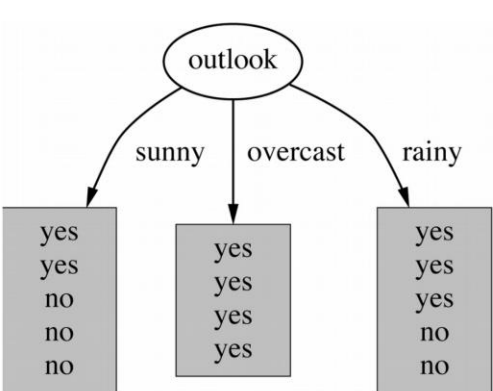 outlook
sunny
overcast
rainy
yes
yes
no
no
no
yes
yes
yes
yes
yes
yes
yes
no
no